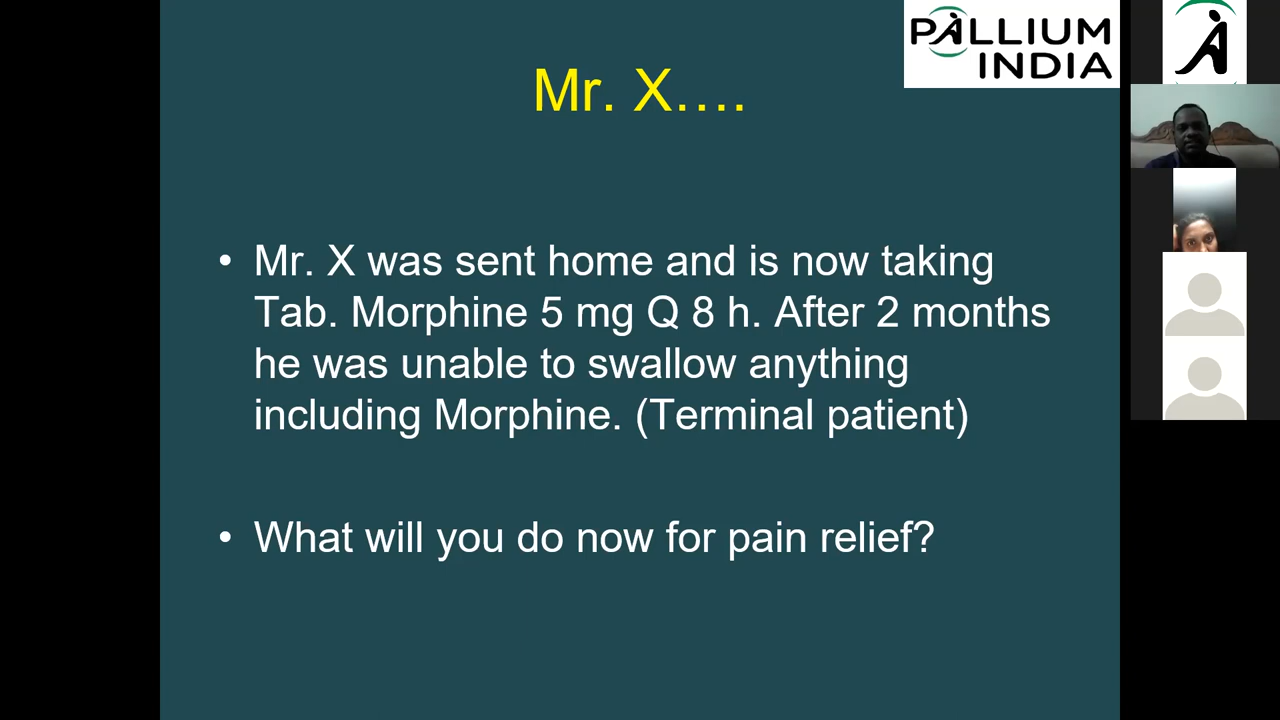 PALLIUM
INDIA
Mr. X….
• Mr. X was sent home and is now taking
Tab. Morphine 5 mg Q 8 h. After 2 months
he was unable to swallow anything
including Morphine. (Terminal patient)
• What will you do now for pain relief?